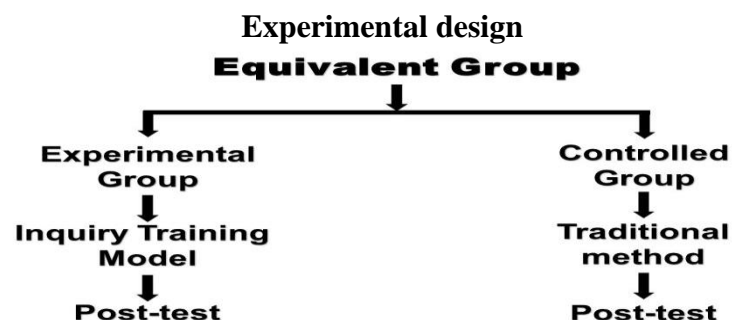 Experimental design
Equivalent Group
Experimental
Group
Controlled
Group
Inquiry Training
Model
Traditional
method
Post-test
Post-test